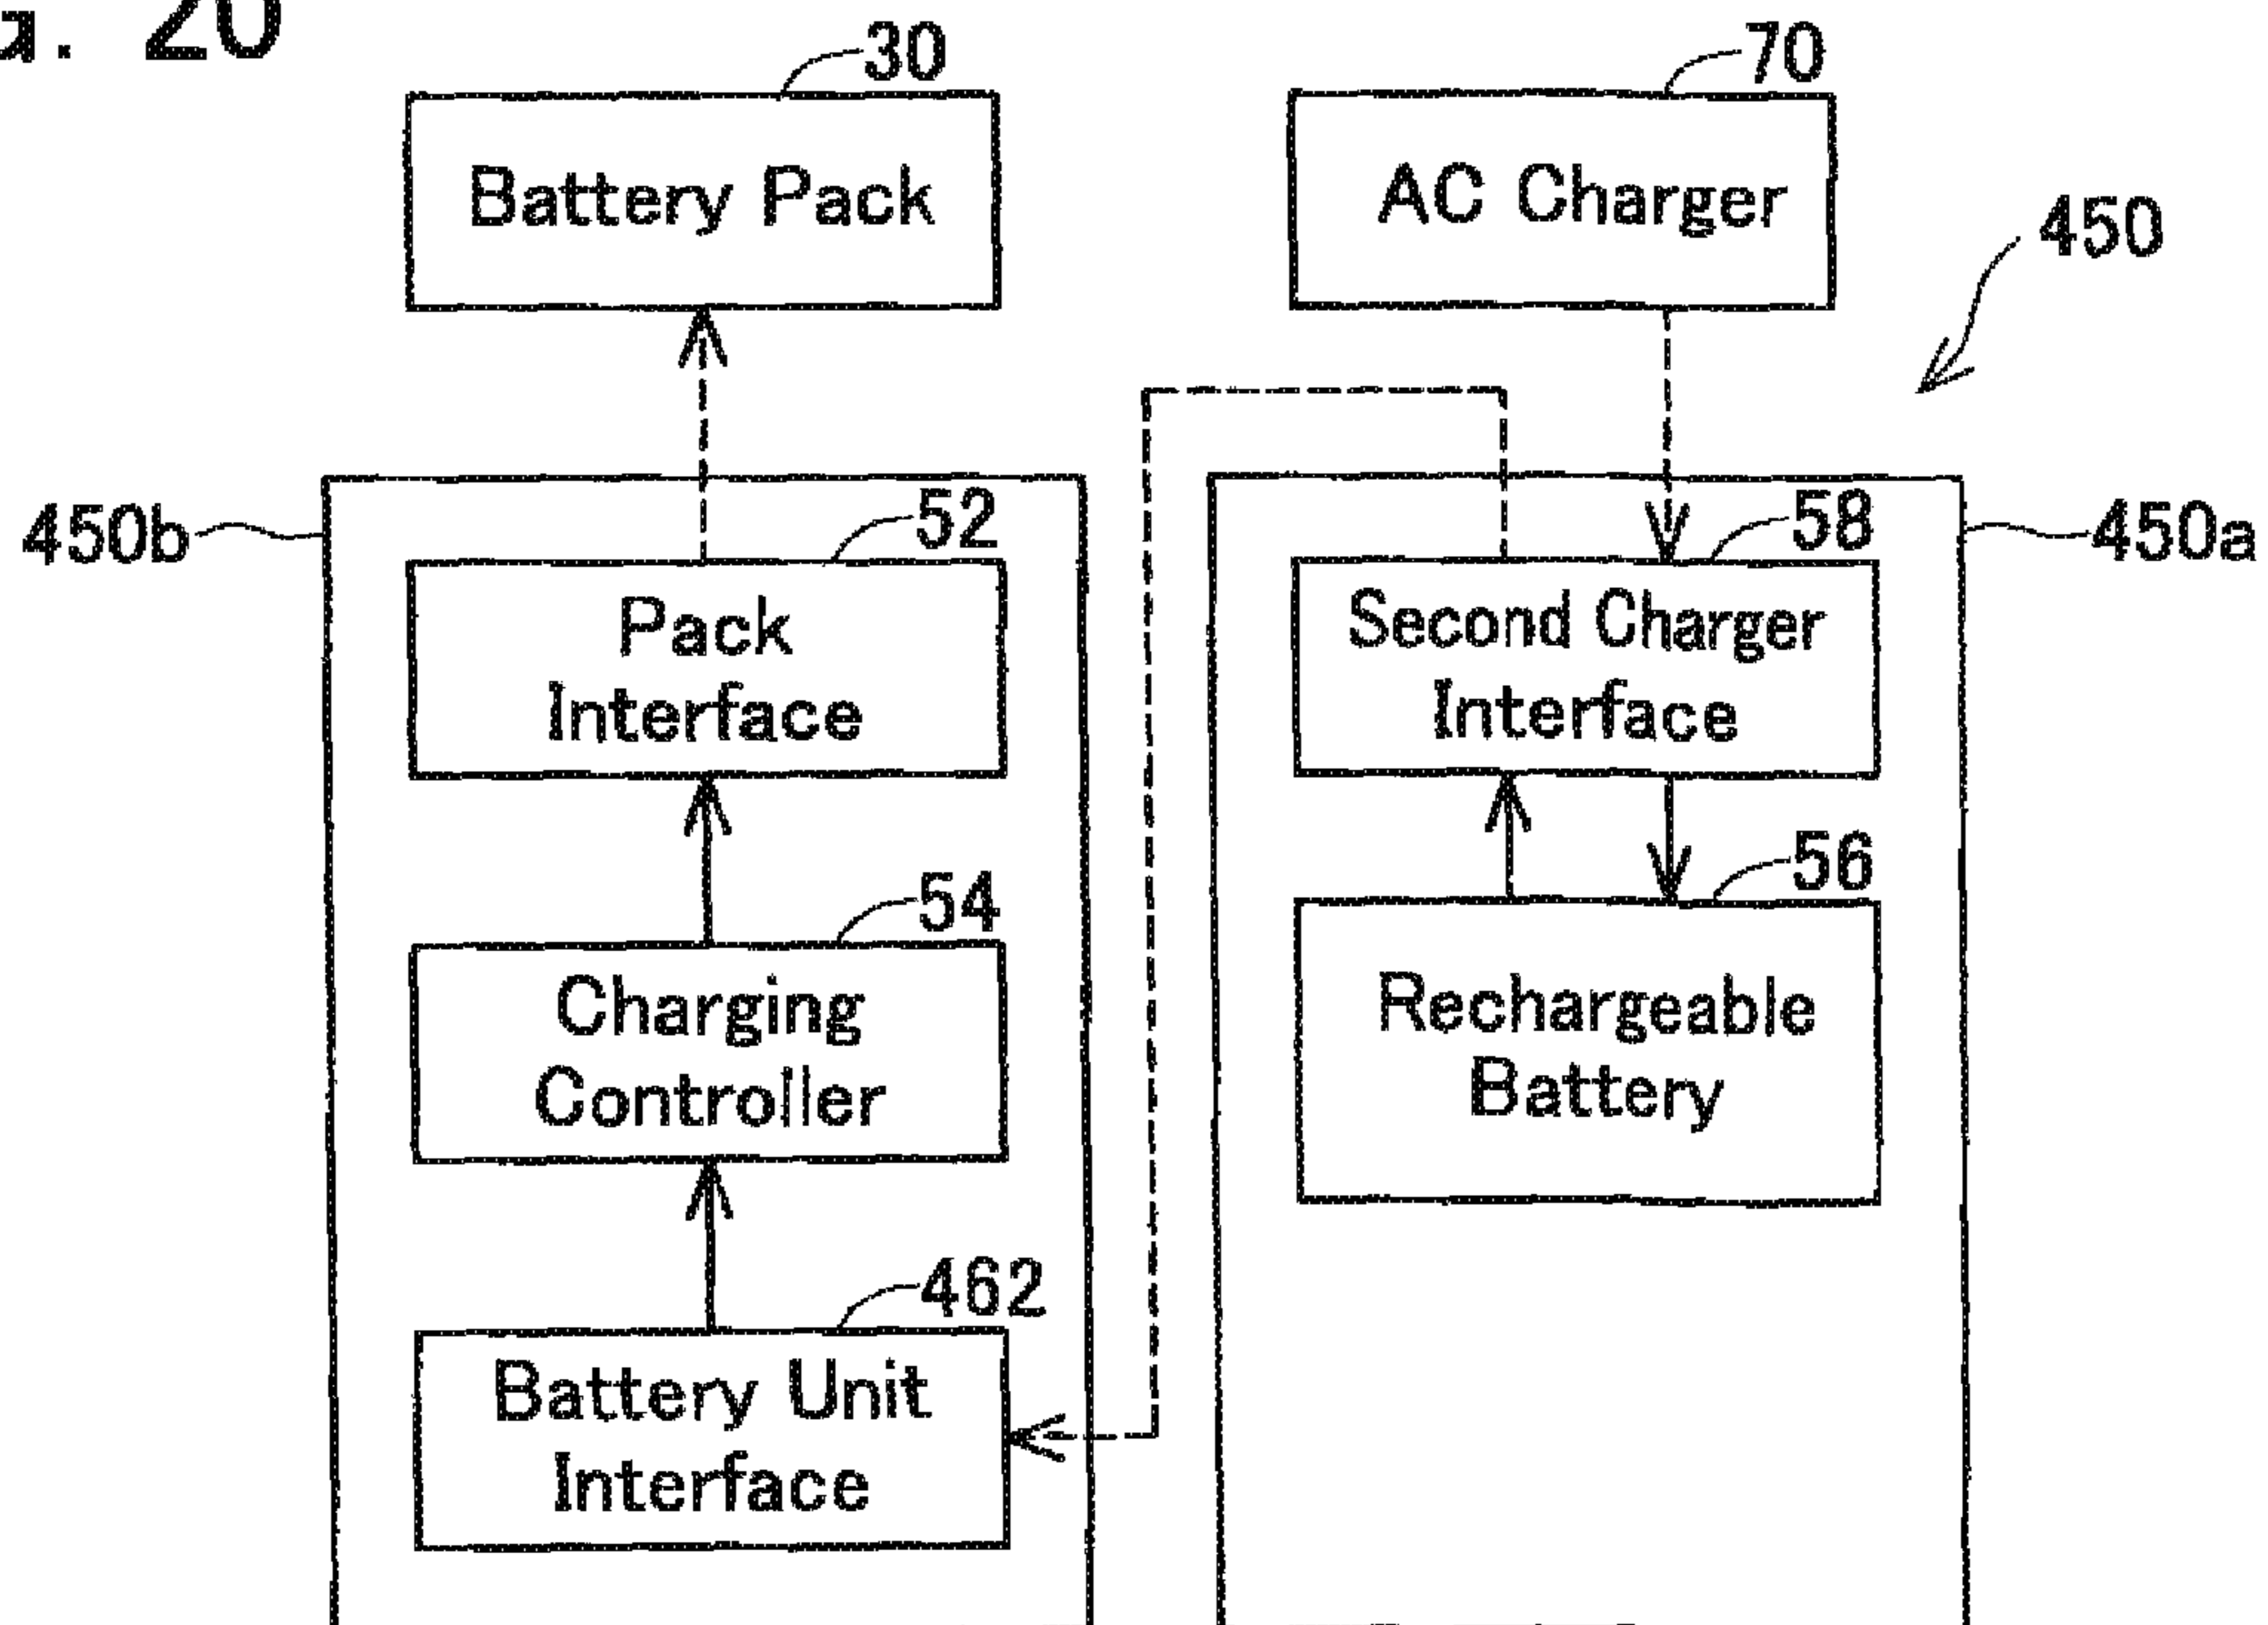 20
30
70
Battery Pack
AC Charger
450
450b
52
58
450a
Pack
Interface
Second Charger
Interface
54
56
Charging
Controller
Rechargeable
Battery
462
Battery Unit
Interface